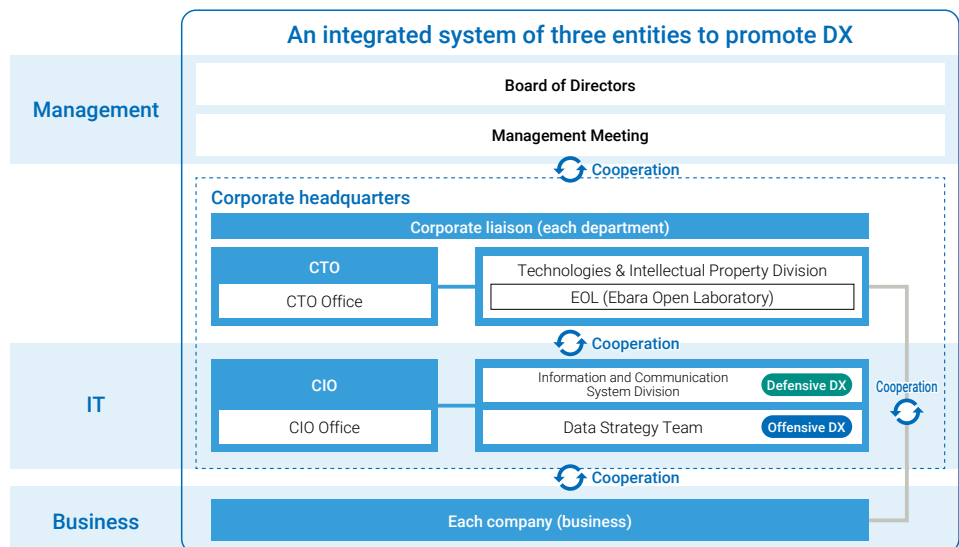 An integrated system of three entities to promote DX
Management
Board of Directors
Management Meeting
Cooperation
Corporate headquarters
Corporate liaison (each department)
CTO
CTO Office
Technologies & Intellectual Property Division
EOL (Ebara Open Laboratory)
Cooperation
IT
CIO
CIO Office
Information and Communication
System Division
Defensive DX
Data Strategy Team
Offensive DX
Cooperation
Cooperation
Business
Each company (business)